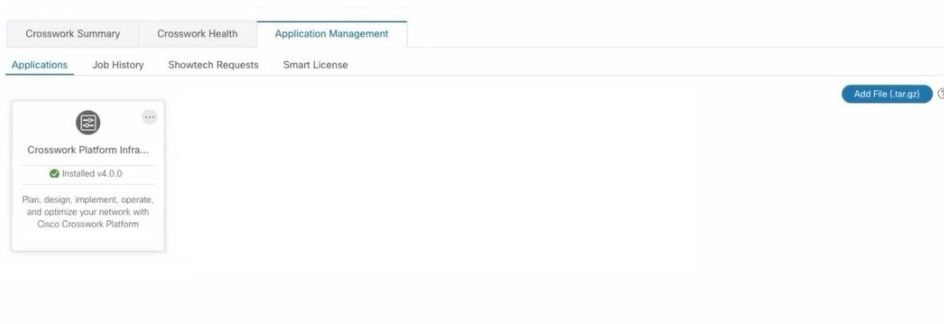 Crosswork Summary
Crosswork Health
Application Management
Applications
Job History
Showtech Requests
Smart License
Add File (.tar.gz)
?
...
Crosswork Platform Infra...
Installed v4.0.0
Plan, design, implement, operate,
and optimize your network with
Cisco Crosswork Platform